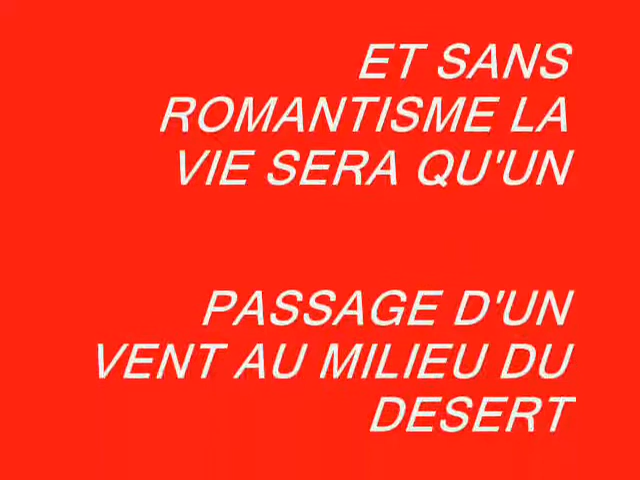 ET SANS
ROMANTISME LA
VIE SERA QU'UN
PASSAGE D'UN
VENT AU MILIEU DU
DESERT